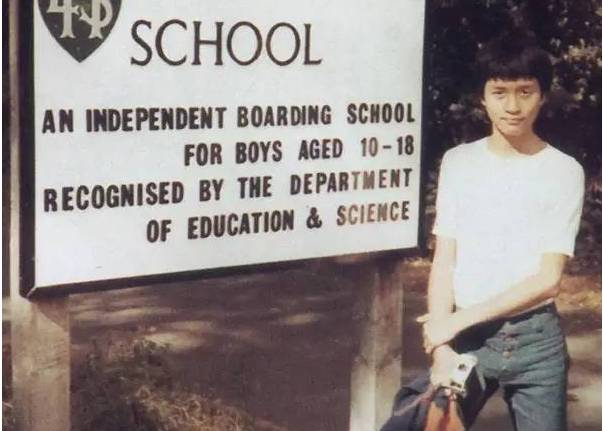 SCHOOL
AN INDEPENDENT BOARDING SCHOOL
FOR BOYS AGED 10-18
RECOGNISED BY THE DEPARTMENT
OF EDUCATION & SCIENCE